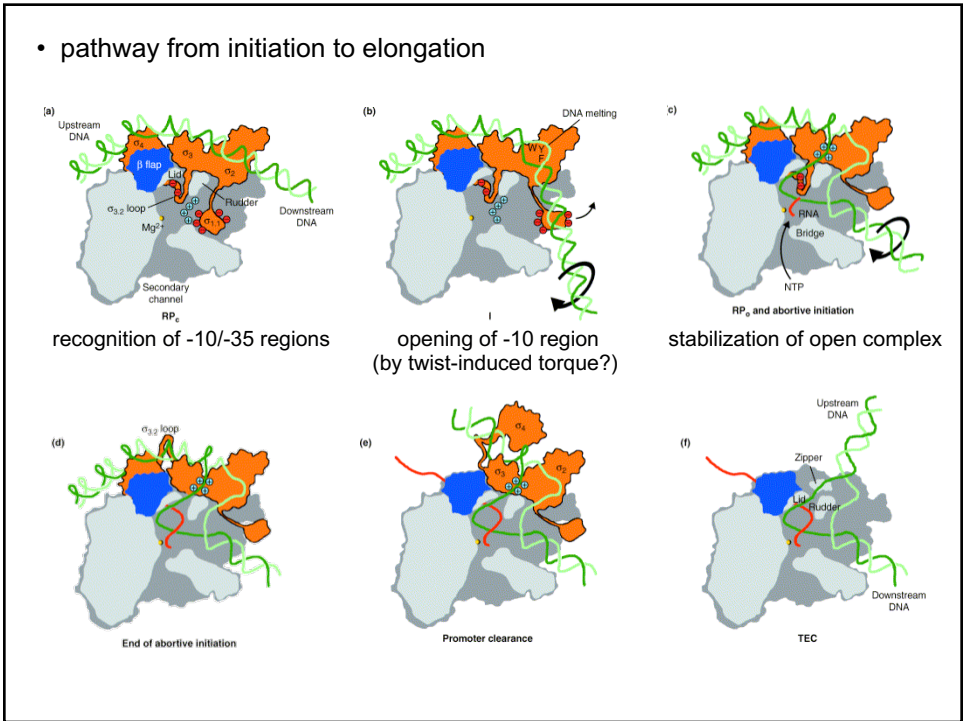 • pathway from initiation to elongation
(a)
Upstream
DNA
σ4
σ3
β flap
Lid
σ2
σ3.2 loop
Rudder
σ1.1
Mg2+
Downstream
DNA
Secondary
channel
RPc
recognition of -10/-35 regions
(b)
DNA melting
W Y
F
I
opening of -10 region
(by twist-induced torque?)
(c)
RNA
Bridge
NTP
RPo and abortive initiation
stabilization of open complex
(d)
σ3.2 loop
End of abortive initiation
(e)
σ4
σ3
σ2
Promoter clearance
(f)
Upstream
DNA
Zipper
Lid
Rudder
Downstream
DNA
TEC